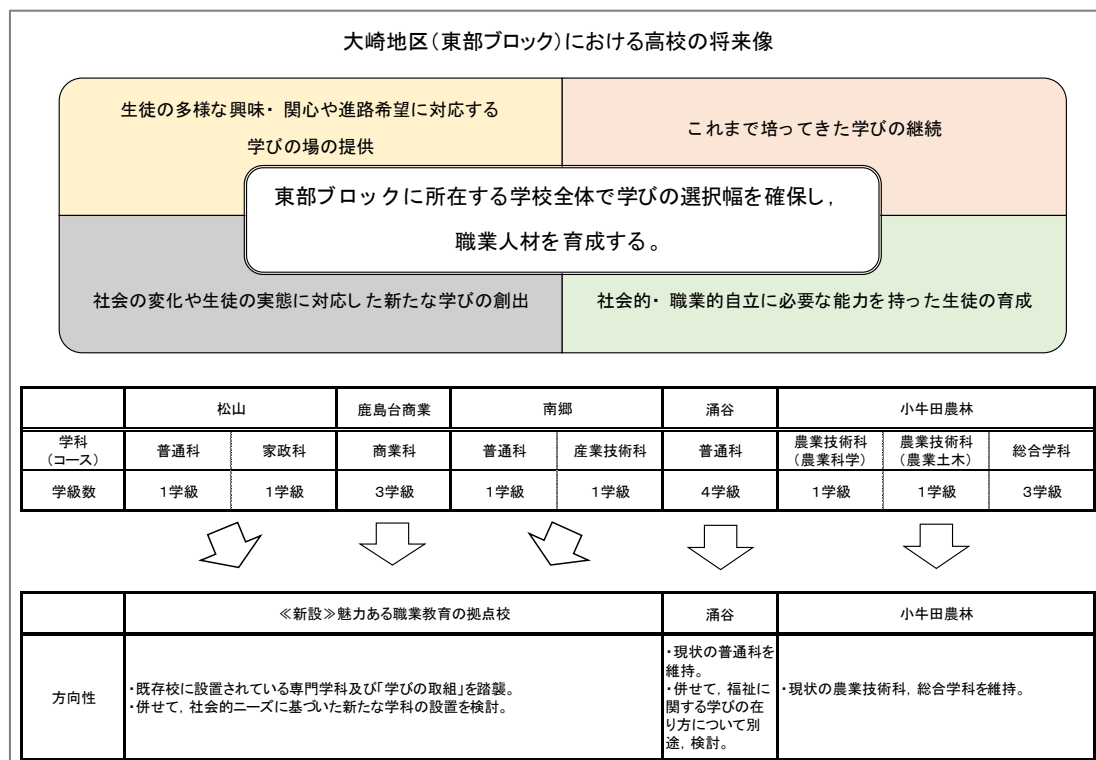 大崎地区(東部ブロック)における高校の将来像
生徒の多様な興味・関心や進路希望に対応する
学びの場の提供
これまで培ってきた学びの継続
東部ブロックに所在する学校全体で学びの選択幅を確保し，
職業人材を育成する。
社会の変化や生徒の実態に対応した新たな学びの創出
社会的・職業的自立に必要な能力を持った生徒の育成
松山 鹿島台商業 南郷 涌谷 小牛田農林
学科
(コース)
普通科 家政科 商業科 普通科 産業技術科 普通科
農業技術科
(農業科学)
農業技術科
(農業土木)
総合学科
学級数 1学級 1学級 3学級 1学級 1学級 4学級 1学級 1学級 3学級
≪新設≫魅力ある職業教育の拠点校 涌谷 小牛田農林
方向性
・既存校に設置されている専門学科及び「学びの取組」を踏襲。
・併せて，社会的ニーズに基づいた新たな学科の設置を検討。
・現状の普通科を
維持。
・併せて，福祉に
関する学びの在
り方について別
途，検討。
・現状の農業技術科，総合学科を維持。